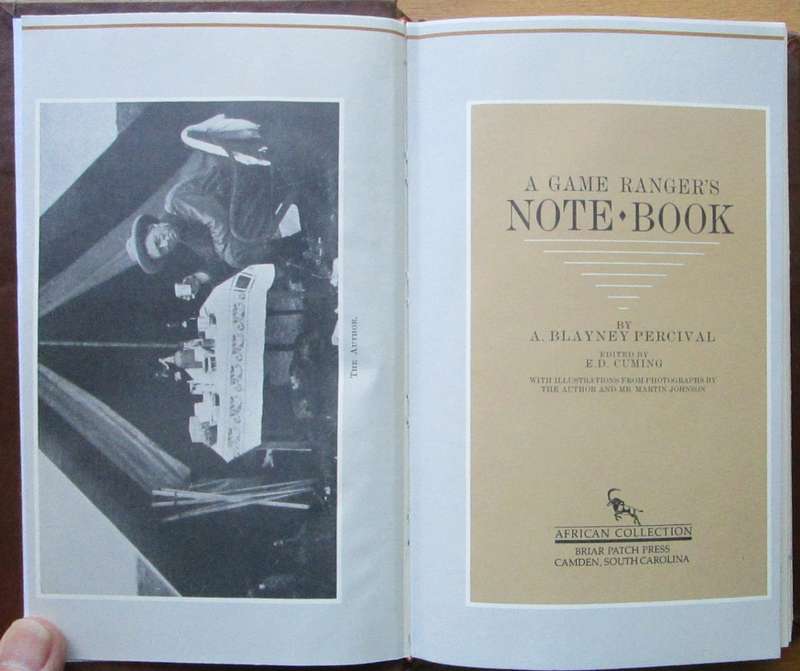 THE AUTHOR.
A GAME RANGER'S
NOTE·BOOK
BY
A. BLAYNEY PERCIVAL
EDITED BY
E.D. CUMING
WITH ILLUSTRATIONS FROM PHOTOGRAPHS BY
THE AUTHOR AND MR. MARTIN JOHNSON
AFRICAN COLLECTION
BRIAR PATCH PRESS
CAMDEN, SOUTH CAROLINA